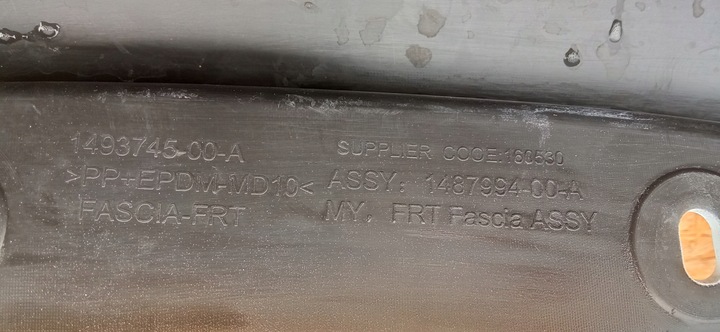 1493745-00-A
>PP+EPDM-MD10<
FASCIA-FRT
SUPPLIER CODE:160530
ASSY: 1487994-00-A
MY, FRT Fascia ASSY